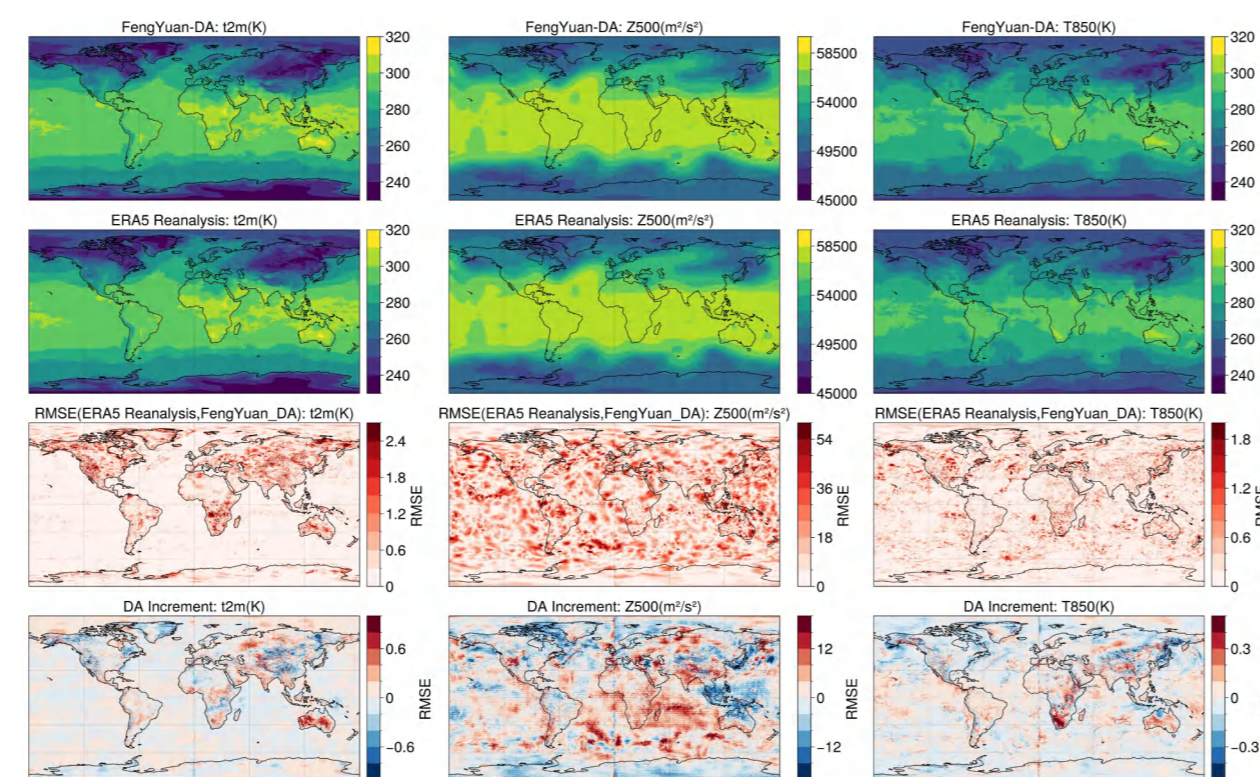 FengYuan-DA: t2m(K)
FengYuan-DA: Z500(m²/s²)
FengYuan-DA: T850(K)
320
300
280
260
240
58500
54000
49500
45000
320
300
280
260
240
ERA5 Reanalysis: t2m(K)
ERA5 Reanalysis: Z500(m²/s²)
ERA5 Reanalysis: T850(K)
320
300
280
260
240
58500
54000
49500
45000
320
300
280
260
240
RMSE(ERA5 Reanalysis,FengYuan_DA): t2m(K)
RMSE(ERA5 Reanalysis,FengYuan_DA): Z500(m²/s²)
RMSE(ERA5 Reanalysis,FengYuan_DA): T850(K)
2.4
1.8
1.2
0.6
0
RMSE
54
36
18
0
RMSE
1.8
1.2
0.6
0
RMSE
DA Increment: t2m(K)
DA Increment: Z500(m²/s²)
DA Increment: T850(K)
0.6
0
−0.6
RMSE
12
0
−12
RMSE
0.3
0
−0.3